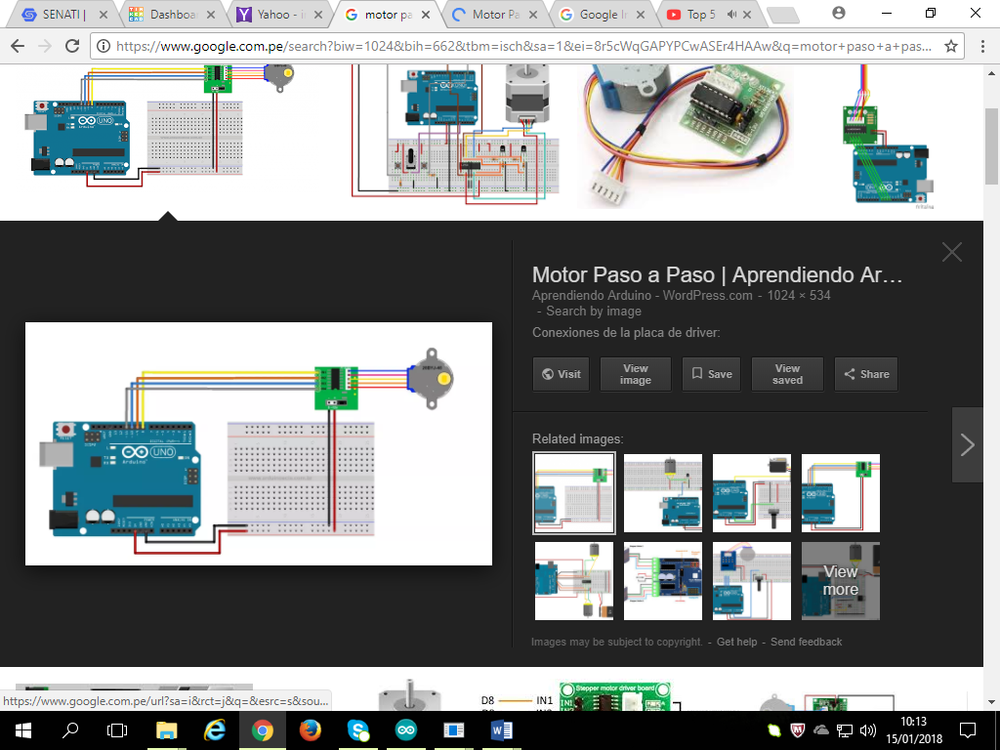 SENATI |
Dashboa
Yahoo - i
motor pa
Motor Pa
Google I
Top 5
https://www.google.com.pe/search?biw=1024&bih=662&tbm=isch&sa=1&ei=8r5cWqGAPYPCwASEr4HAAw&q=motor+paso+a+pas...
UNO
Motor Paso a Paso | Aprendiendo Ar...
Aprendiendo Arduino - WordPress.com - 1024 × 534
- Search by image
Conexiones de la placa de driver:
Visit
View image
Save
View saved
Share
UNO
Arduino
Related images:
View
more
Images may be subject to copyright. - Get help - Send feedback
Stepper motor driver board
D8
IN1
IN1
https://www.google.com.pe/url?sa=i&rct=j&q=&esrc=s&sou...
10:13
15/01/2018